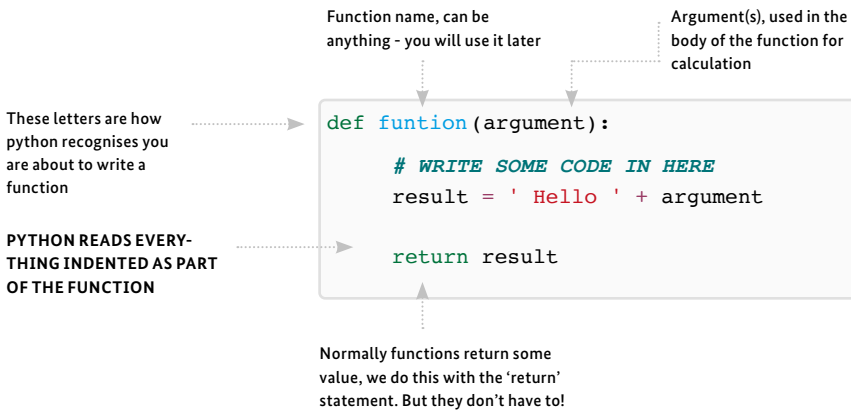 Function name, can be
anything - you will use it later
Argument(s), used in the
body of the function for
calculation
These letters are how
python recognises you
are about to write a
function
def funtion(argument):
# WRITE SOME CODE IN HERE
result = ' Hello ' + argument
PYTHON READS EVERY-
THING INDENTED AS PART
OF THE FUNCTION
return result
Normally functions return some
value, we do this with the ‘return’
statement. But they don’t have to!